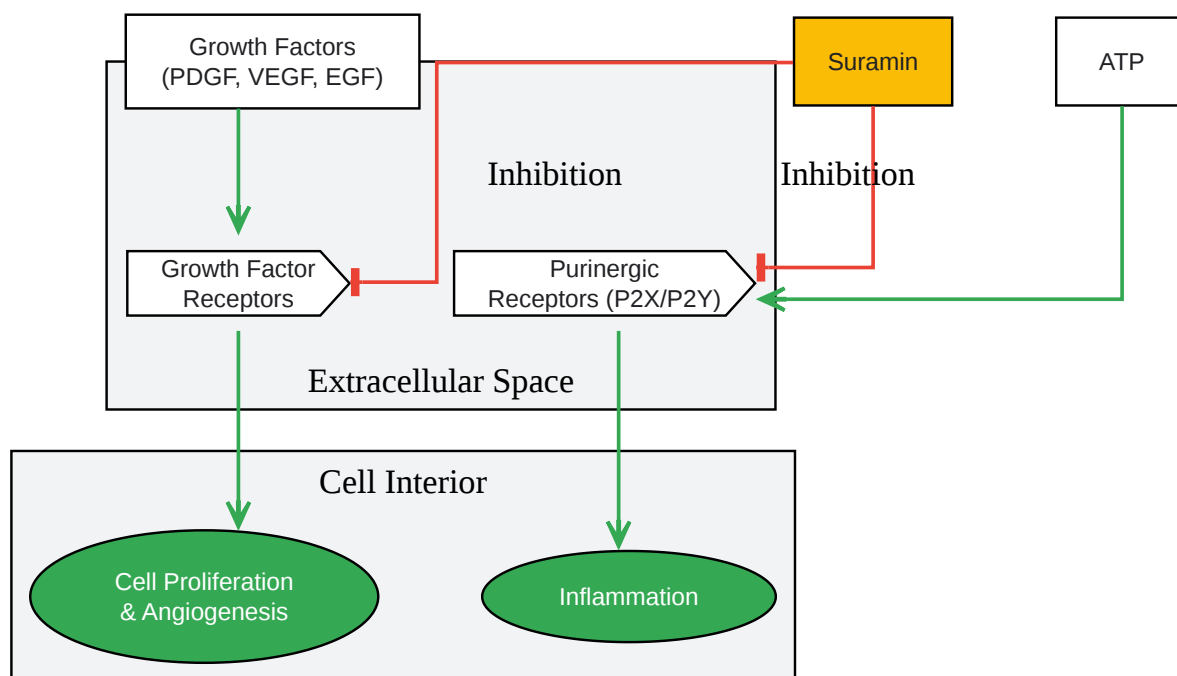 Growth Factors
(PDGF, VEGF, EGF)
Suramin
ATP
Inhibition
Inhibition
Growth Factor
Receptors
Purinergic
Receptors (P2X/P2Y)
Extracellular Space
Cell Interior
Cell Proliferation
& Angiogenesis
Inflammation